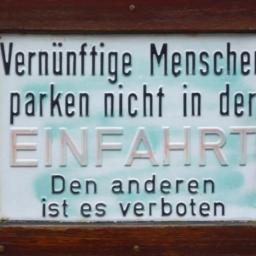 Vernünftige Menschen
parken nicht in der
EINFAHRT
Den anderen
ist es verboten